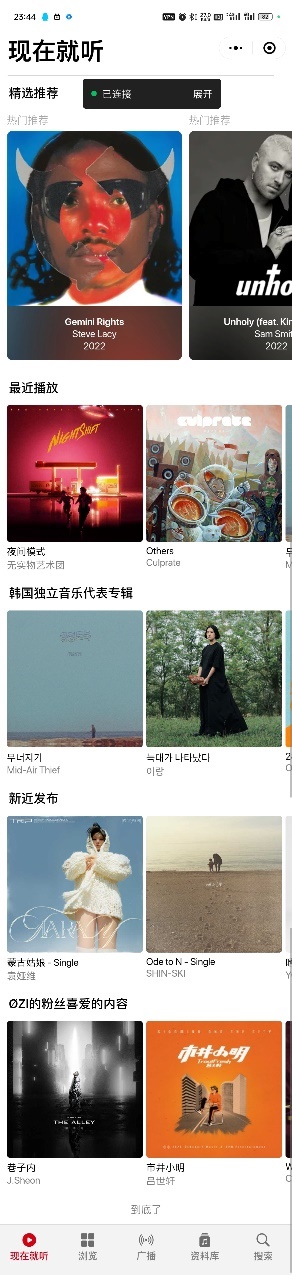 23:44
现在就听
精选推荐
已连接
展开
热门推荐
热门推荐
Gemini Rights
Steve Lacy
2022
unho
Unholy (feat. Kim
Sam Smith
2022
最近播放
NIGHTSHIFT
culprate
夜间模式
无实物艺术团
Others
Culprate
韩国独立音乐代表专辑
무너지기
Mid-Air Thief
늑대가 나타났다
이랑
新近发布
蒙古姑娘 - Single
袁娅维
Ode to N - Single
SHIN-SKI
ØZI的粉丝喜爱的内容
THE ALLEY
市井小明
巷子内
J.Sheon
市井小明
吕世轩
到底了
现在就听
浏览
广播
资料库
搜索